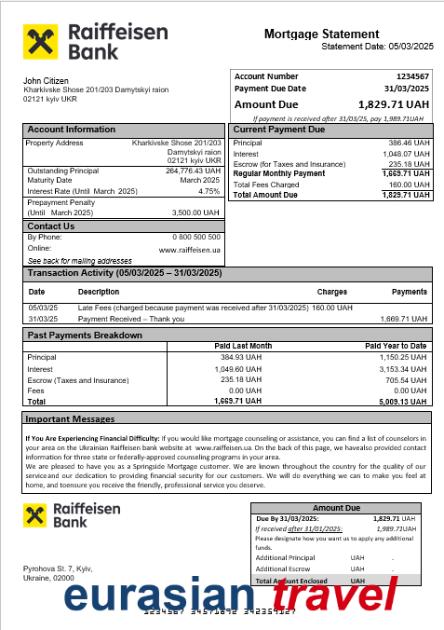 Raiffeisen
Bank
Mortgage Statement
Statement Date: 05/03/2025
John Citizen
Kharkivske Shose 201/203 Damytskyi raion
02121 kyiv UKR
Account Number 1234567
Payment Due Date 31/03/2025
Amount Due 1,829.71 UAH
If payment is received after 31/03/25, pay 1,989.71UAH
Account Information
Property Address Kharkivske Shose 201/203
Damytskyi raion
02121 kyiv UKR
Outstanding Principal 264,776.43 UAH
Maturity Date March 2025
Interest Rate (Until March 2025) 4.75%
Prepayment Penalty
(Until March 2025) 3,500.00 UAH
Contact Us
By Phone: 0 800 500 500
Online: www.raiffeisen.ua
See back for mailing addresses
Current Payment Due
Principal 386.46 UAH
Interest 1,048.07 UAH
Escrow (for Taxes and Insurance) 235.18 UAH
Regular Monthly Payment 1,669.71 UAH
Total Fees Charged 160.00 UAH
Total Amount Due 1,829.71 UAH
Transaction Activity (05/03/2025 – 31/03/2025)
Date Description Charges Payments
05/03/25 Late Fees (charged because payment was received after 31/03/2025) 160.00 UAH
31/03/25 Payment Received – Thank you 1,669.71 UAH
Past Payments Breakdown
Paid Last Month Paid Year to Date
Principal 384.93 UAH 1,150.25 UAH
Interest 1,049.60 UAH 3,153.34 UAH
Escrow (Taxes and Insurance) 235.18 UAH 705.54 UAH
Fees 0.00 UAH 0.00 UAH
Total 1,669.71 UAH 5,009.13 UAH
Important Messages
If You Are Experiencing Financial Difficulty: If you would like mortgage counseling or assistance, you can find a list of counselors in
your area on the Ukrainian Raiffeisen bank website at www.raiffeisen.ua. On the back of this page, we havealso provided contact
information for three state or federally-approved counseling programs in your area.
We are pleased to have you as a Springside Mortgage customer. We are known throughout the country for the quality of our
serviceand our dedication to providing financial security for our customers. We will do everything we can to make you feel at
home, and toensure you receive the friendly, professional service you deserve.
Raiffeisen
Bank
Pyrohova St. 7, Kyiv,
Ukraine, 02000
Amount Due
Due By 31/03/2025: 1,829.71 UAH
If received after 31/01/2025: 1,989.71UAH
Please designate how you want us to apply any additional
funds.
Additional Principal UAH .
Additional Escrow UAH .
Total Amount Enclosed UAH
eurasian travel